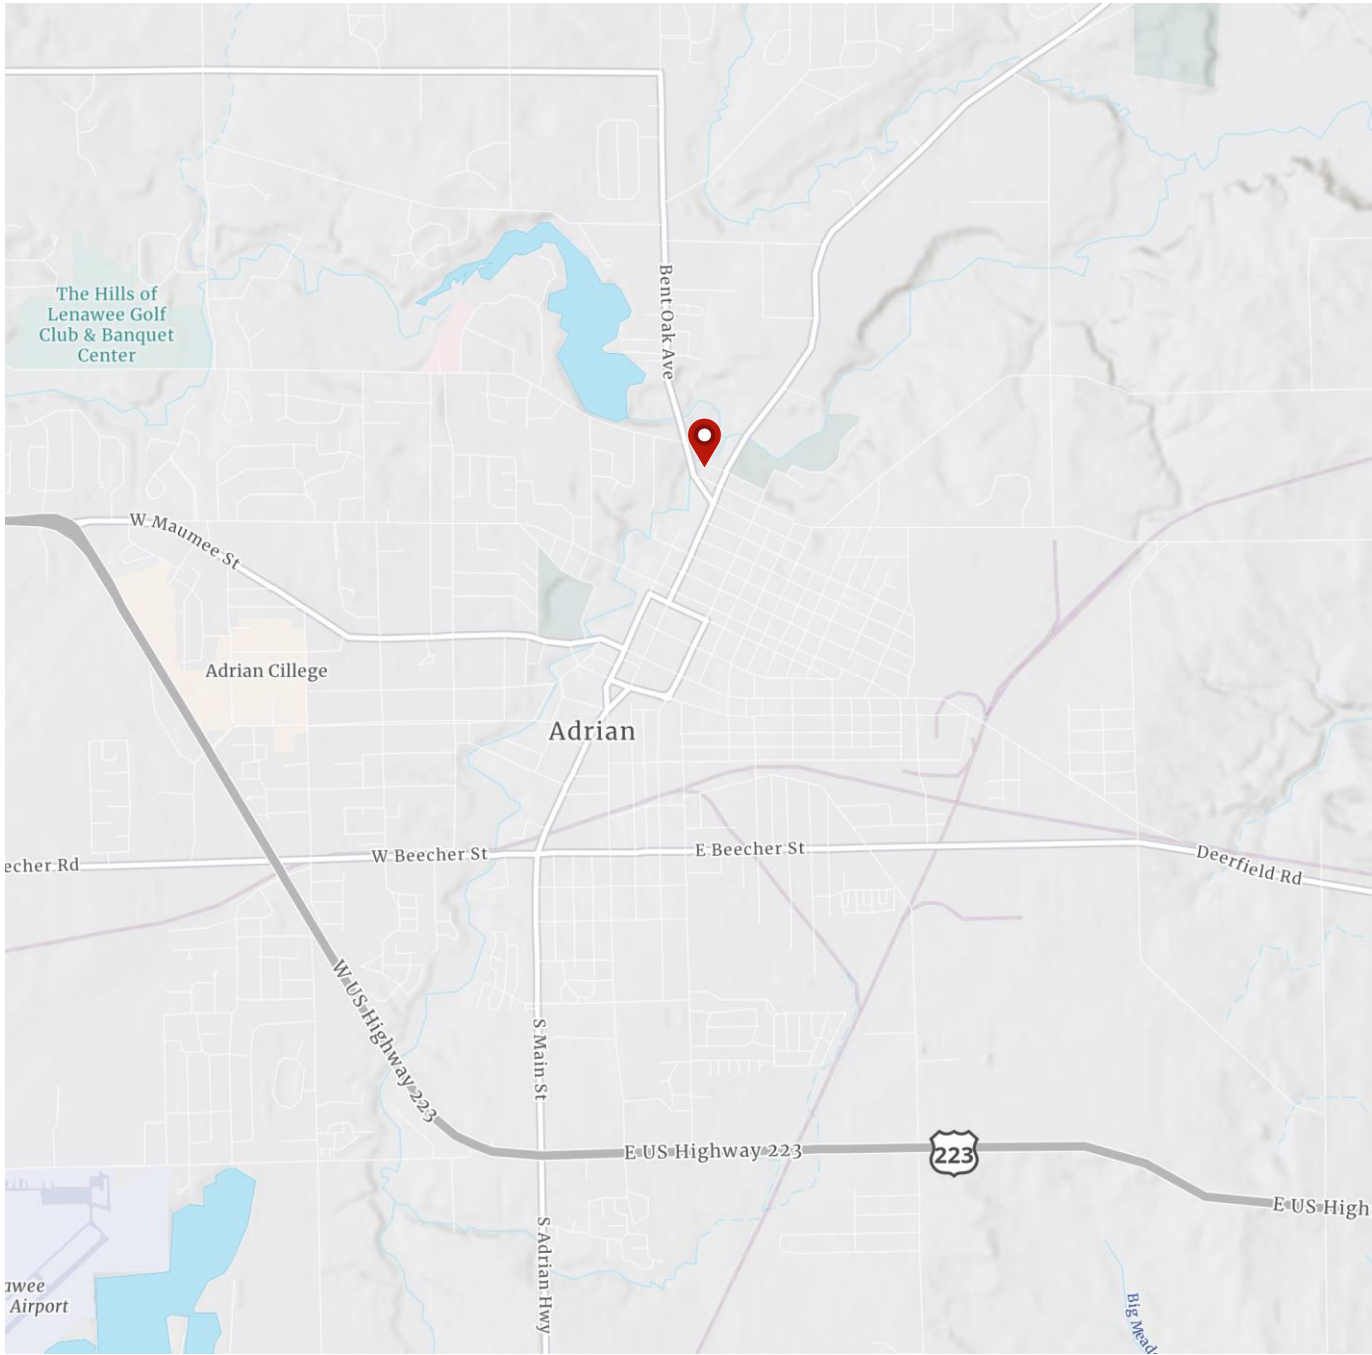 Bent Oak Ave
The Hills of
Lenawee Golf
Club & Banquet
Center
W Maumee St
Adrian Cillege
Adrian
echer Rd
W Beecher St
E Beecher St
Deerfield Rd
W US Highway 223
S Main St
E US Highway 223
223
E US High
S Adrian Hwy
awee
Airport
Big Mead